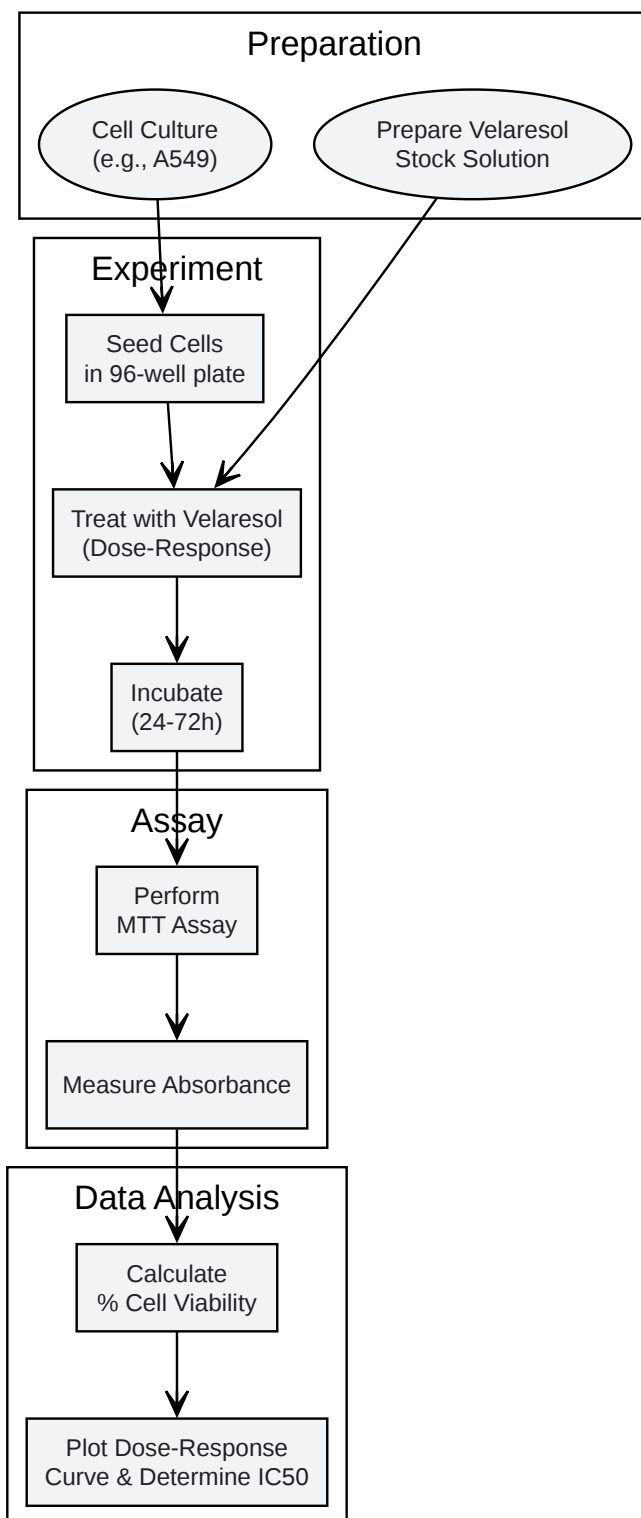 Preparation
Cell Culture
(e.g., A549)
Prepare Velaresol
Stock Solution
Experiment
Seed Cells
in 96-well plate
Treat with Velaresol
(Dose-Response)
Incubate
(24-72h)
Assay
Perform
MTT Assay
Measure Absorbance
Data Analysis
Calculate
% Cell Viability
Plot Dose-Response
Curve & Determine IC50